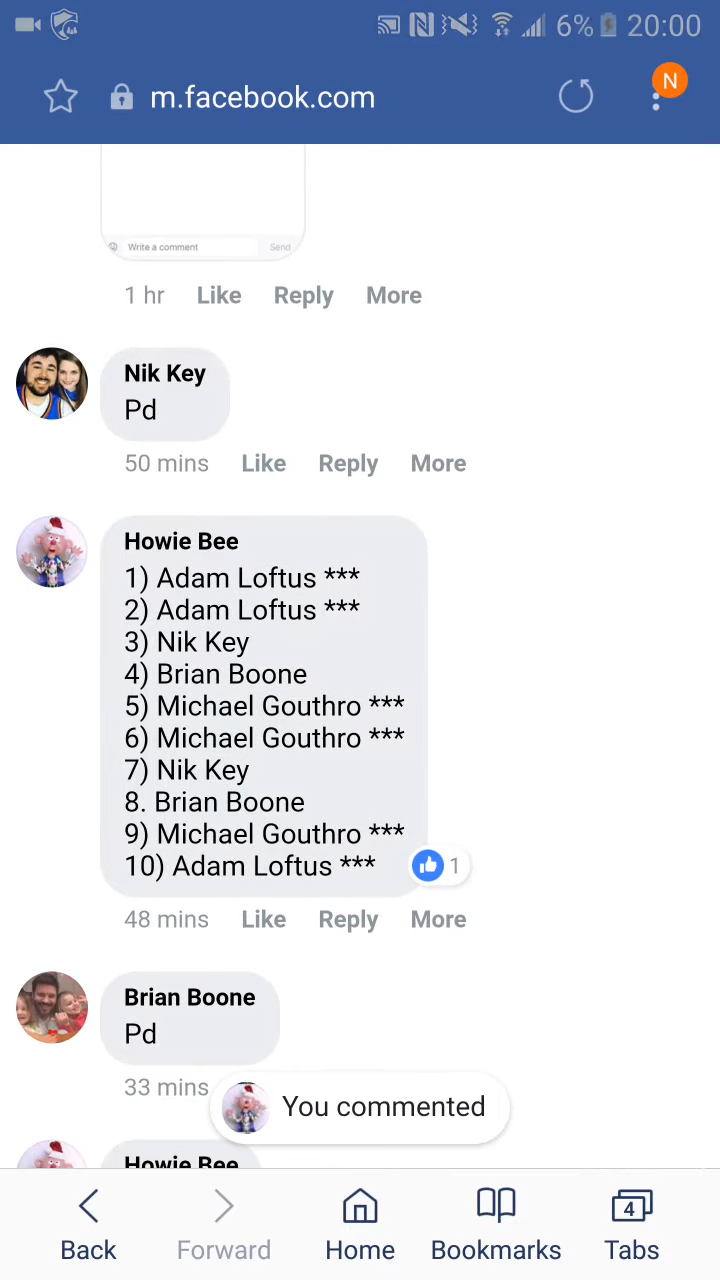 6% 20:00
m.facebook.com
N
Write a comment Send
1 hr Like Reply More
Nik Key
Pd
50 mins Like Reply More
Howie Bee
1) Adam Loftus ***
2) Adam Loftus ***
3) Nik Key
4) Brian Boone
5) Michael Gouthro ***
6) Michael Gouthro ***
7) Nik Key
8. Brian Boone
9) Michael Gouthro ***
10) Adam Loftus ***
1
48 mins Like Reply More
Brian Boone
Pd
33 mins
You commented
Howie Bee
4
Back Forward Home Bookmarks Tabs